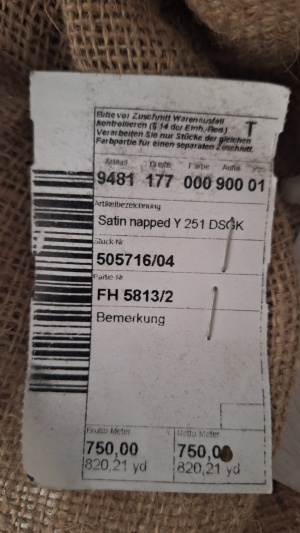 Bitte vor Zuschnitt Warenausfall
kontrollieren (§ 14 der Einh.-Bed.)
Verarbeiten Sie nur Stücke der gleichen
Farbpartie für einen separaten Zuschnitt.
T
Artikel Breite Farbe Aufm.
9481 177 000 900 01
Artikelbezeichnung
Satin napped Y 251 DSGK
Stück-Nr
505716/04
Partie-Nr
FH 5813/2
Bemerkung
Brutto-Meter Netto-Meter
750,00 750,00
820,21 yd 820,21 yd